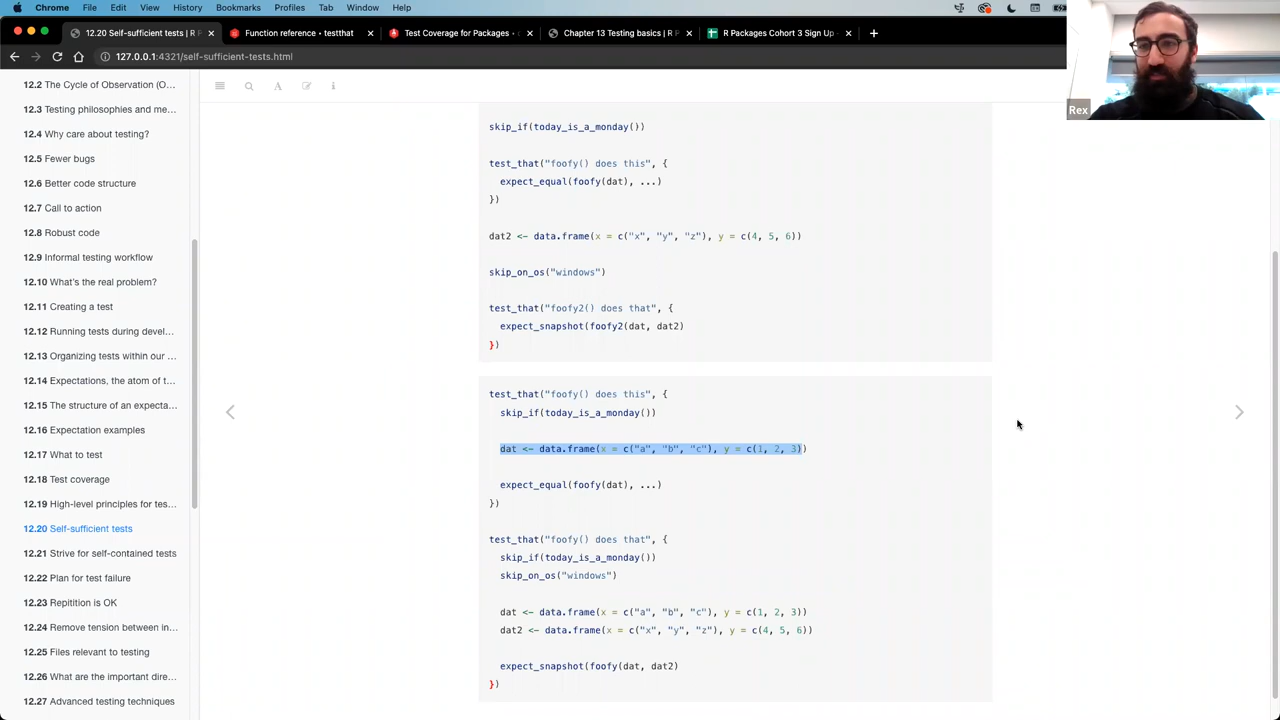 Chrome File Edit View History Bookmarks Profiles Tab Window Help
12.20 Self-sufficient tests | R P
Function reference • testthat
Test Coverage for Packages •
Chapter 13 Testing basics | R P
R Packages Cohort 3 Sign Up -
127.0.0.1:4321/self-sufficient-tests.html
Rex
12.2 The Cycle of Observation (O...
12.3 Testing philosophies and me...
12.4 Why care about testing?
12.5 Fewer bugs
12.6 Better code structure
12.7 Call to action
12.8 Robust code
12.9 Informal testing workflow
12.10 What's the real problem?
12.11 Creating a test
12.12 Running tests during devel...
12.13 Organizing tests within our ...
12.14 Expectations, the atom of t...
12.15 The structure of an expecta...
12.16 Expectation examples
12.17 What to test
12.18 Test coverage
12.19 High-level principles for tes...
12.20 Self-sufficient tests
12.21 Strive for self-contained tests
12.22 Plan for test failure
12.23 Repitition is OK
12.24 Remove tension between in...
12.25 Files relevant to testing
12.26 What are the important dire...
12.27 Advanced testing techniques
skip_if(today_is_a_monday())
test_that("foofy() does this", {
expect_equal(foofy(dat), ...)
})
dat2 <- data.frame(x = c("x", "y", "z"), y = c(4, 5, 6))
skip_on_os("windows")
test_that("foofy2() does that", {
expect_snapshot(foofy2(dat, dat2)
})
test_that("foofy() does this", {
skip_if(today_is_a_monday())
dat <- data.frame(x = c("a", "b", "c"), y = c(1, 2, 3))
expect_equal(foofy(dat), ...)
})
test_that("foofy() does that", {
skip_if(today_is_a_monday())
skip_on_os("windows")
dat <- data.frame(x = c("a", "b", "c"), y = c(1, 2, 3))
dat2 <- data.frame(x = c("x", "y", "z"), y = c(4, 5, 6))
expect_snapshot(foofy(dat, dat2)
})